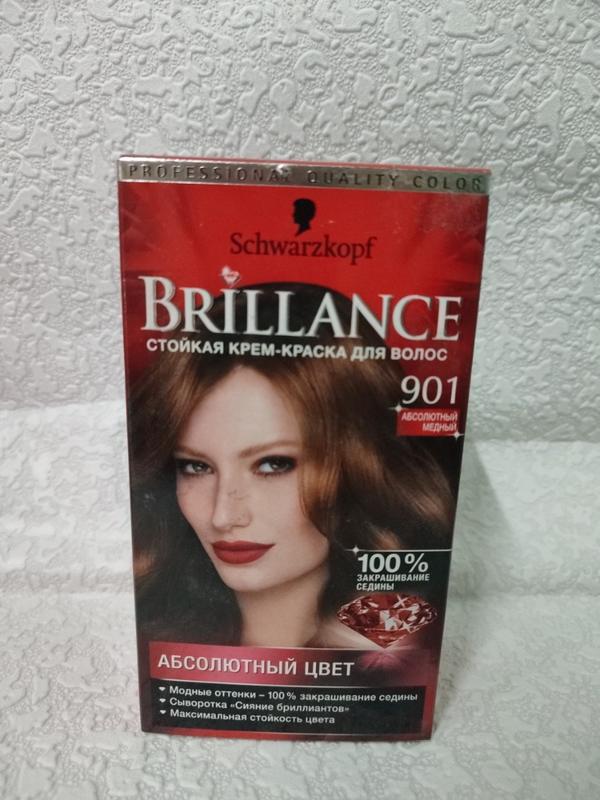 PROFESSIONAL QUALITY COLOR
Schwarzkopf
BRILLANCE
СТОЙКАЯ КРЕМ-КРАСКА ДЛЯ ВОЛОС
901
АБСОЛЮТНЫЙ
МЕДНЫЙ
100%
ЗАКРАШИВАНИЕ
СЕДИНЫ
АБСОЛЮТНЫЙ ЦВЕТ
Модные оттенки – 100% закрашивание седины
Сыворотка «Сияние бриллиантов»
Максимальная стойкость цвета